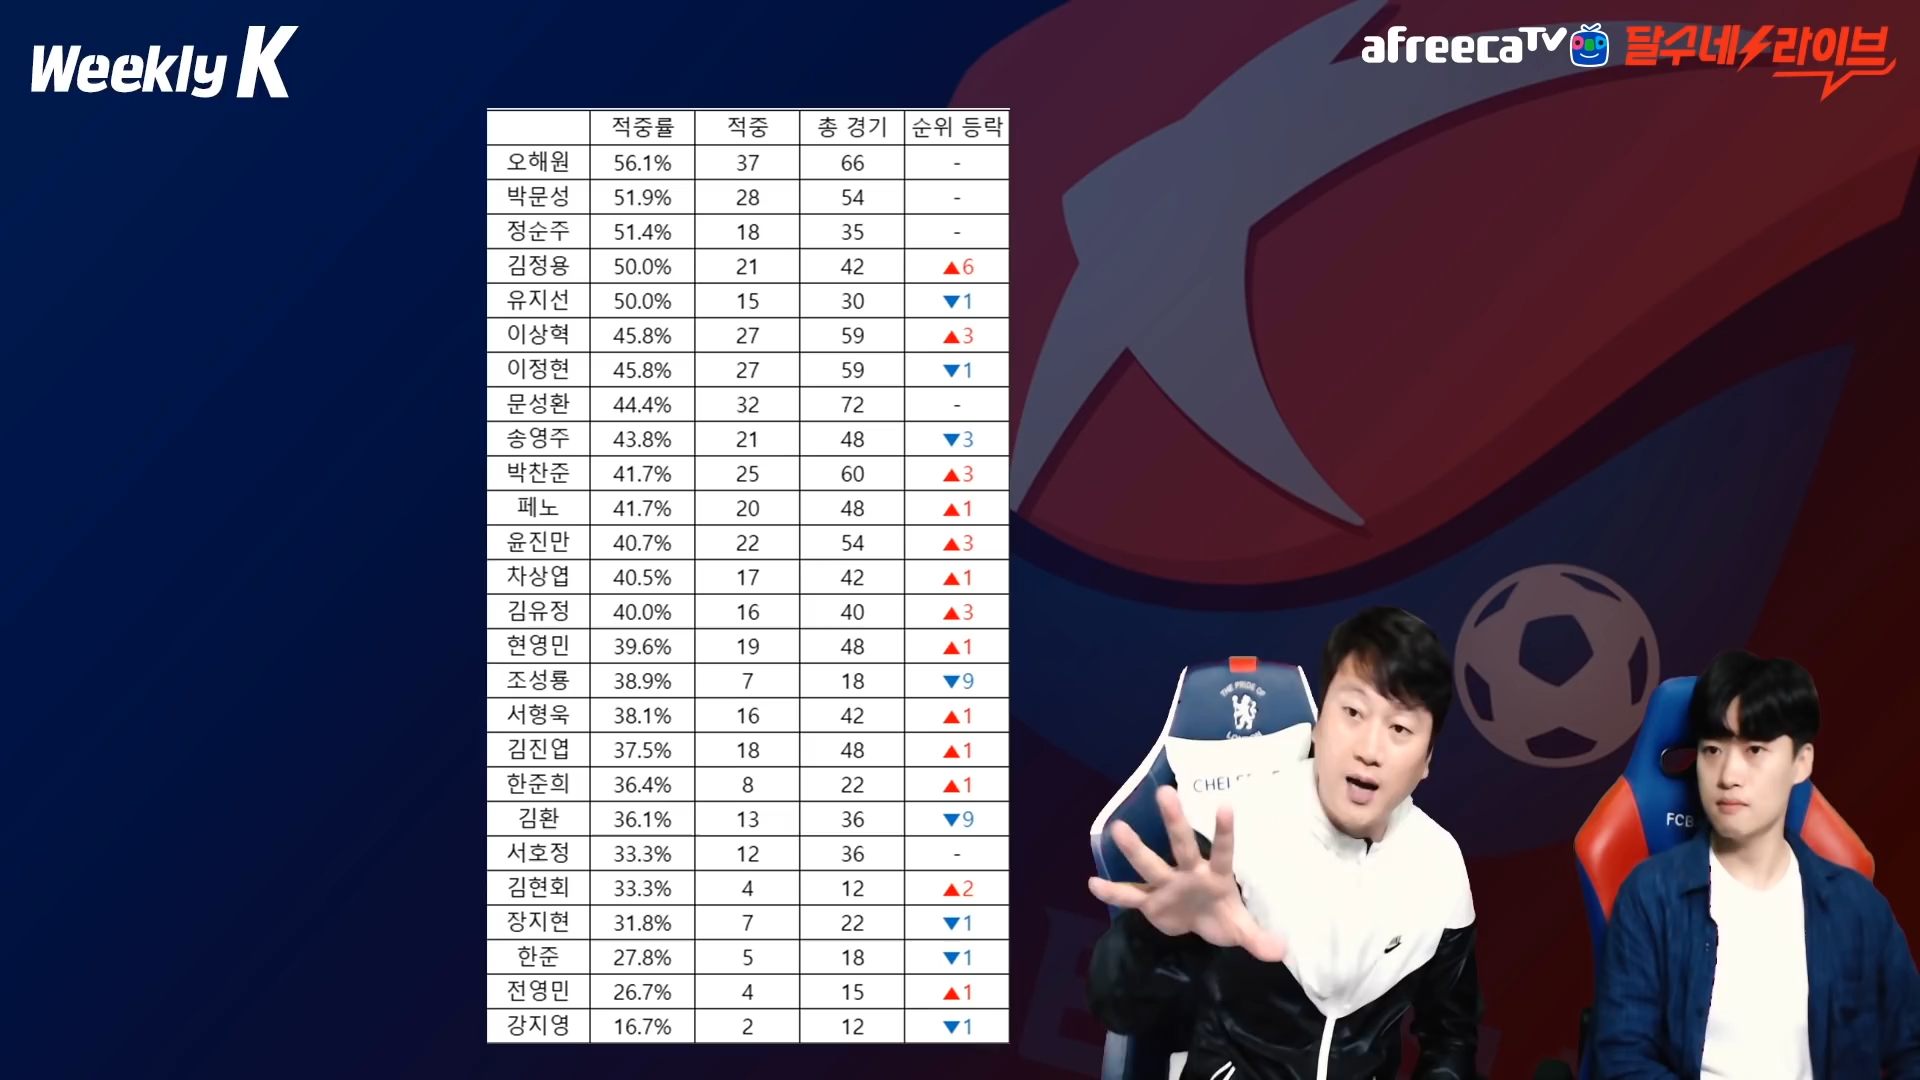 Weekly K
afreecaTV 달수네라이브
적중률 적중 총 경기 순위 등락
오해원 56.1% 37 66 -
박문성 51.9% 28 54 -
정순주 51.4% 18 35 -
김정용 50.0% 21 42 ▲6
유지선 50.0% 15 30 ▼1
이상혁 45.8% 27 59 ▲3
이정현 45.8% 27 59 ▼1
문성환 44.4% 32 72 -
송영주 43.8% 21 48 ▼3
박찬준 41.7% 25 60 ▲3
페노 41.7% 20 48 ▲1
윤진만 40.7% 22 54 ▲3
차상엽 40.5% 17 42 ▲1
김유정 40.0% 16 40 ▲3
현영민 39.6% 19 48 ▲1
조성룡 38.9% 7 18 ▼9
서형욱 38.1% 16 42 ▲1
김진엽 37.5% 18 48 ▲1
한준희 36.4% 8 22 ▲1
김환 36.1% 13 36 ▼9
서호정 33.3% 12 36 -
김현회 33.3% 4 12 ▲2
장지현 31.8% 7 22 ▼1
한준 27.8% 5 18 ▼1
전영민 26.7% 4 15 ▲1
강지영 16.7% 2 12 ▼1
THE PRIDE OF
FCB